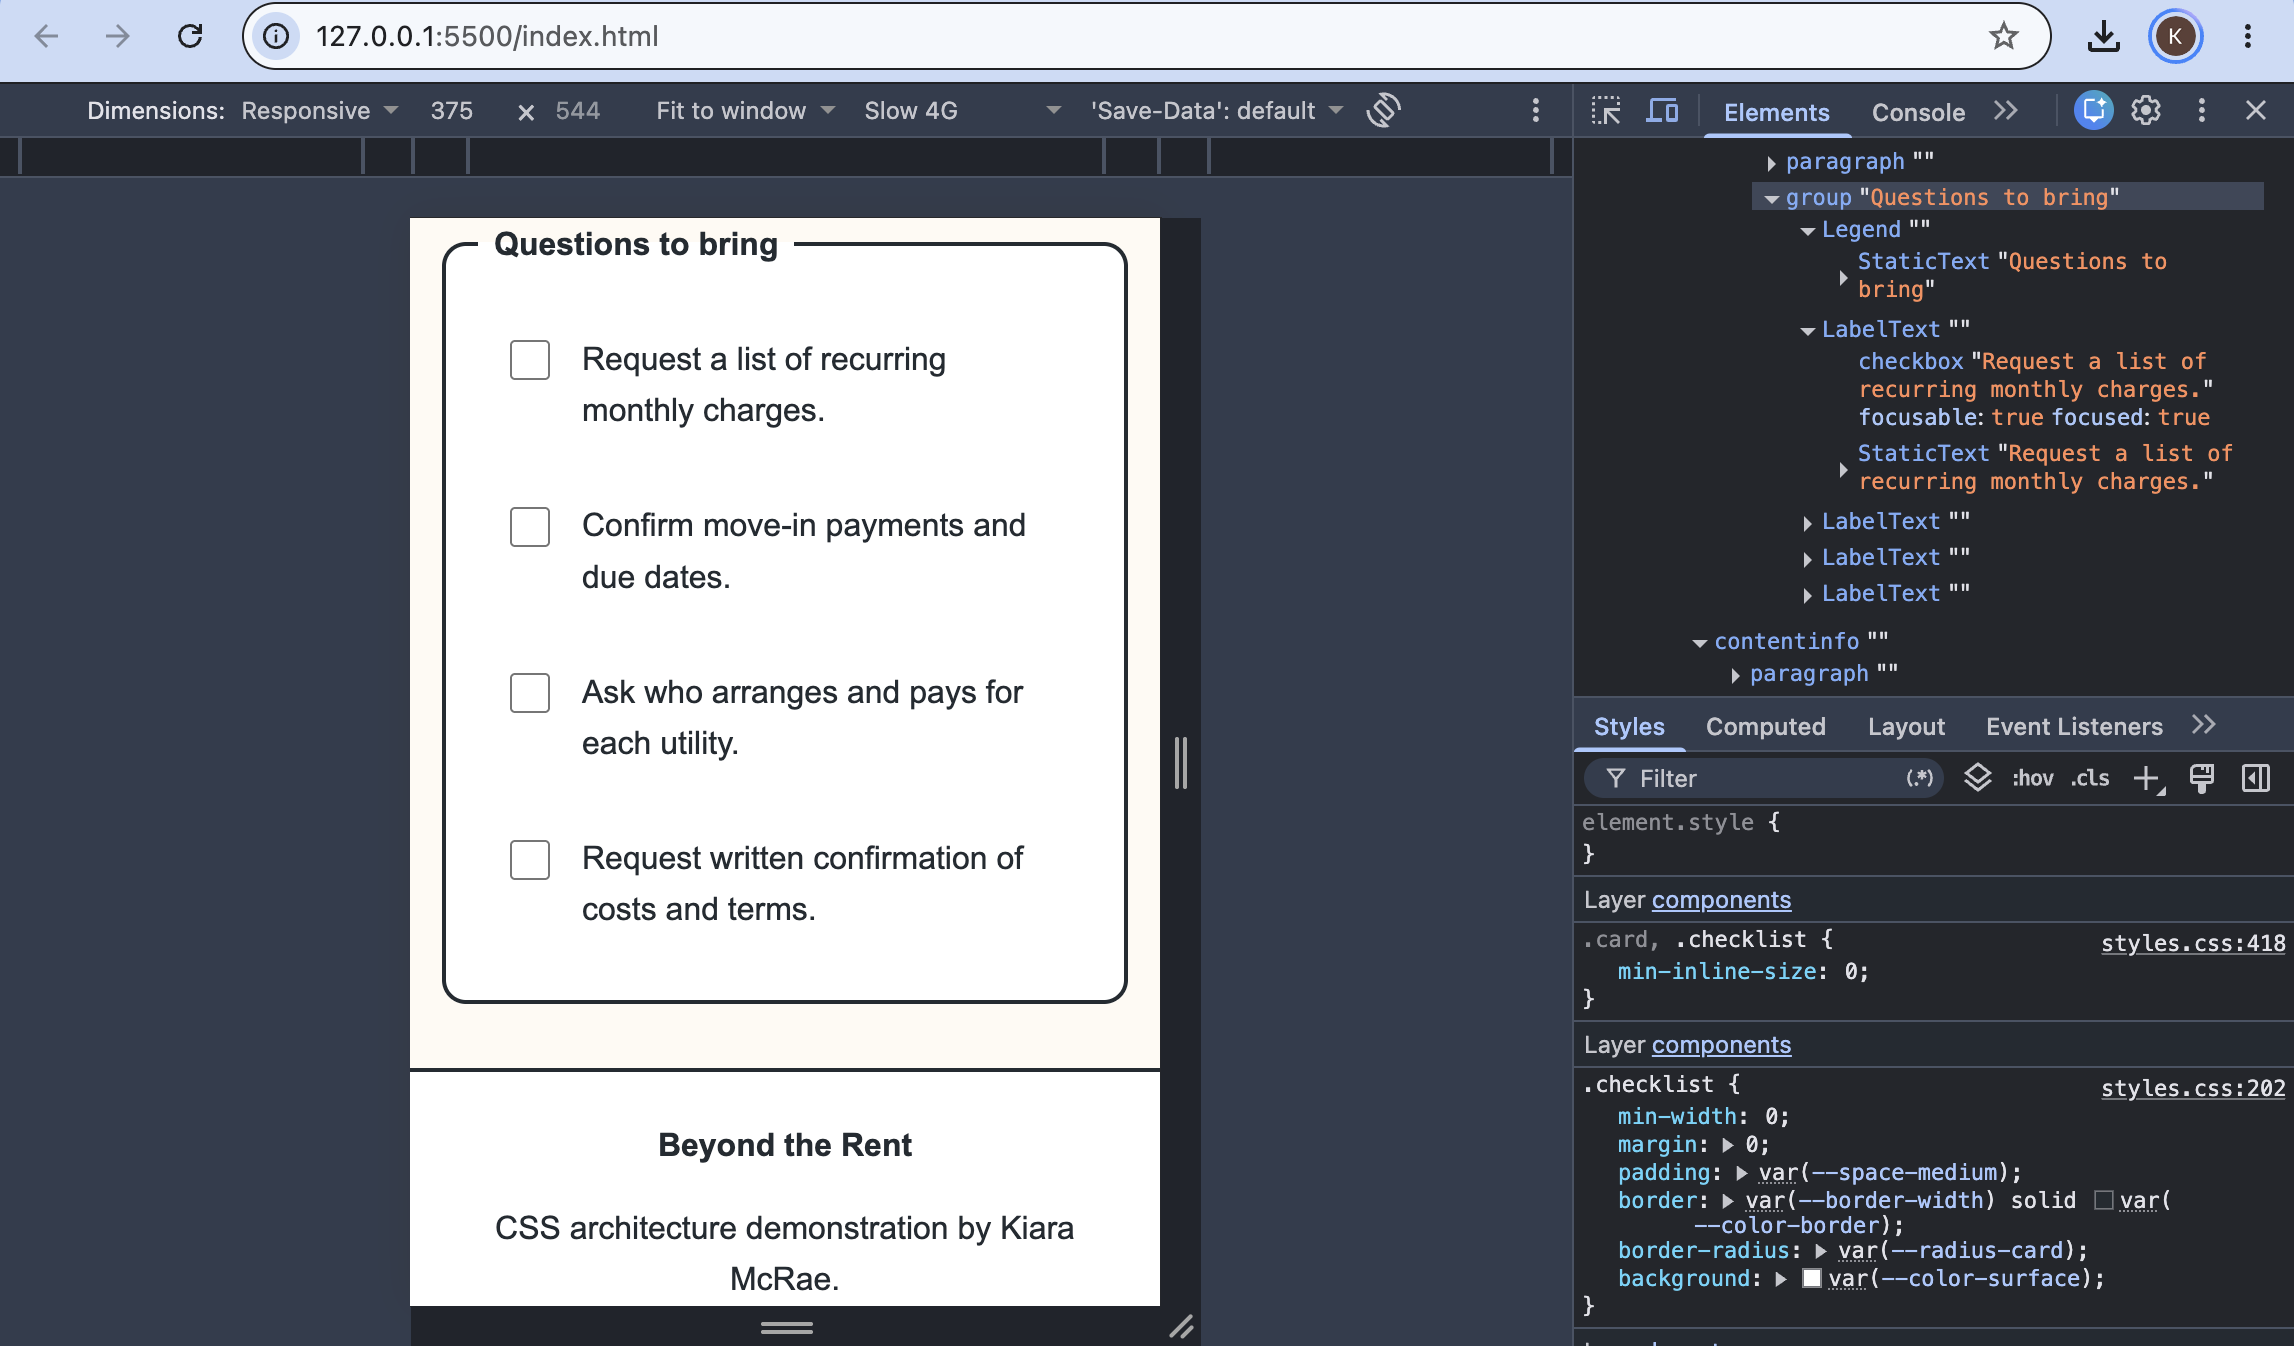 127.0.0.1:5500/index.html
K
Dimensions: Responsive 375 × 544 Fit to window Slow 4G 'Save-Data': default
Elements Console
Questions to bring
Request a list of recurring
monthly charges.
Confirm move-in payments and
due dates.
Ask who arranges and pays for
each utility.
Request written confirmation of
costs and terms.
Beyond the Rent
CSS architecture demonstration by Kiara
McRae.
paragraph ""
group "Questions to bring"
Legend ""
StaticText "Questions to
bring"
LabelText ""
checkbox "Request a list of
recurring monthly charges."
focusable: true focused: true
StaticText "Request a list of
recurring monthly charges."
LabelText ""
LabelText ""
LabelText ""
contentinfo ""
paragraph ""
Styles Computed Layout Event Listeners
Filter (.*) :hov .cls
element.style {
}
Layer components
.card, .checklist { styles.css:418
min-inline-size: 0;
}
Layer components
.checklist { styles.css:202
min-width: 0;
margin: 0;
padding: var(--space-medium);
border: var(--border-width) solid var(
--color-border);
border-radius: var(--radius-card);
background: var(--color-surface);
}